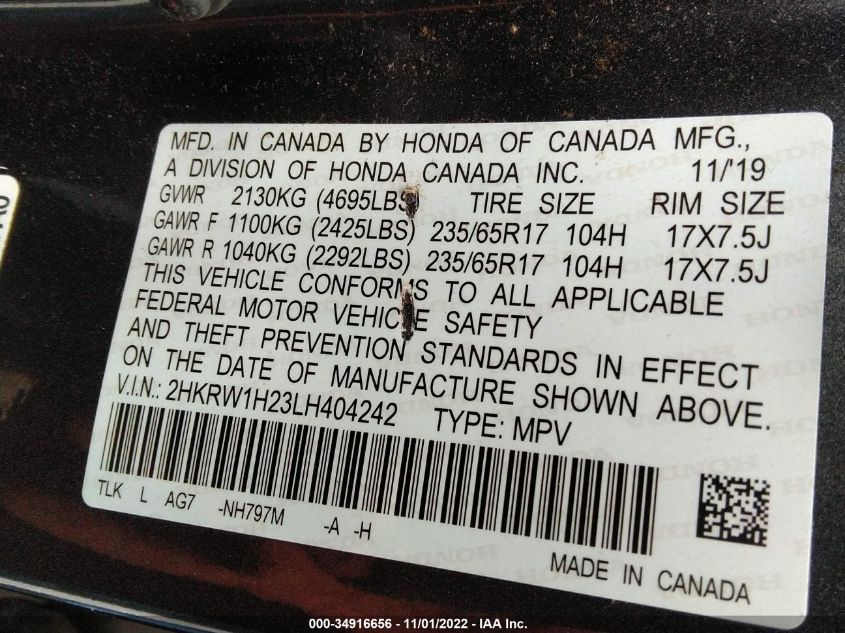 MFD. IN CANADA BY HONDA OF CANADA MFG.,
A DIVISION OF HONDA CANADA INC. 11/'19
GVWR 2130KG (4695LBS) TIRE SIZE RIM SIZE
GAWR F 1100KG (2425LBS) 235/65R17 104H 17X7.5J
GAWR R 1040KG (2292LBS) 235/65R17 104H 17X7.5J
THIS VEHICLE CONFORMS TO ALL APPLICABLE
FEDERAL MOTOR VEHICLE SAFETY
AND THEFT PREVENTION STANDARDS IN EFFECT
ON THE DATE OF MANUFACTURE SHOWN ABOVE.
V.I.N.: 2HKRW1H23LH404242 TYPE: MPV
TLK L AG7 -NH797M -A -H
MADE IN CANADA
000-34916656 - 11/01/2022 - IAA Inc.